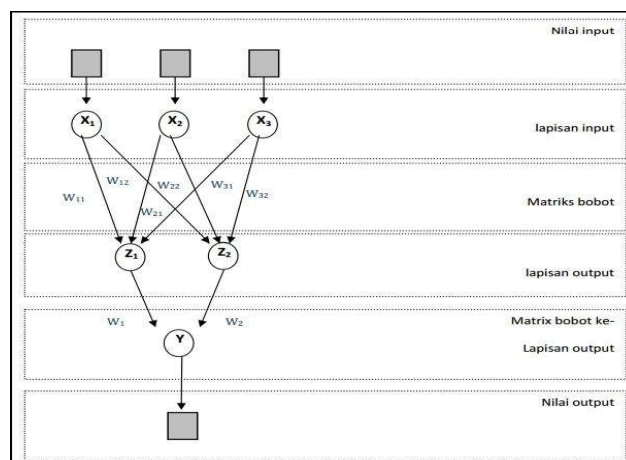 Nilai input
X₁ X₂ X₃
lapisan input
W₁₁ W₁₂ W₂₁ W₂₂ W₃₁ W₃₂
Matriks bobot
Z₁ Z₂
lapisan output
W₁ W₂
Matrix bobot ke-
Y
Lapisan output
Nilai output